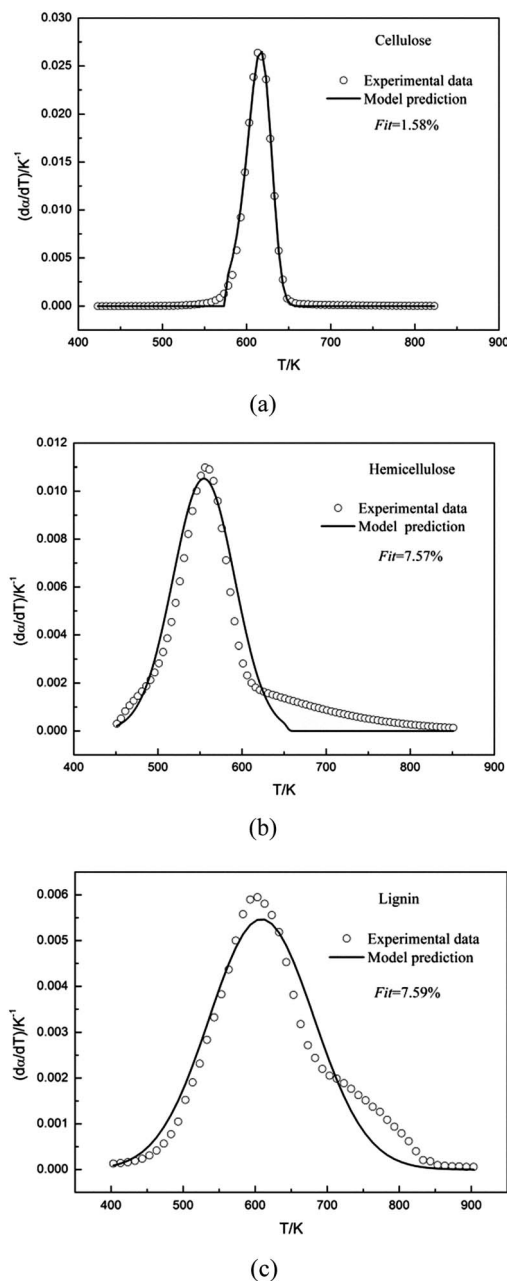 0.030
0.025
0.020
0.015
0.010
0.005
0.000
(dα/dT)/K⁻¹
Cellulose
Experimental data
Model prediction
Fit=1.58%
400 500 600 700 800 900
T/K
(a)
0.012
0.010
0.008
0.006
0.004
0.002
0.000
(dα/dT)/K⁻¹
Hemicellulose
Experimental data
Model prediction
Fit=7.57%
400 500 600 700 800 900
T/K
(b)
0.006
0.005
0.004
0.003
0.002
0.001
0.000
(dα/dT)/K⁻¹
Lignin
Experimental data
Model prediction
Fit=7.59%
400 500 600 700 800 900
T/K
(c)